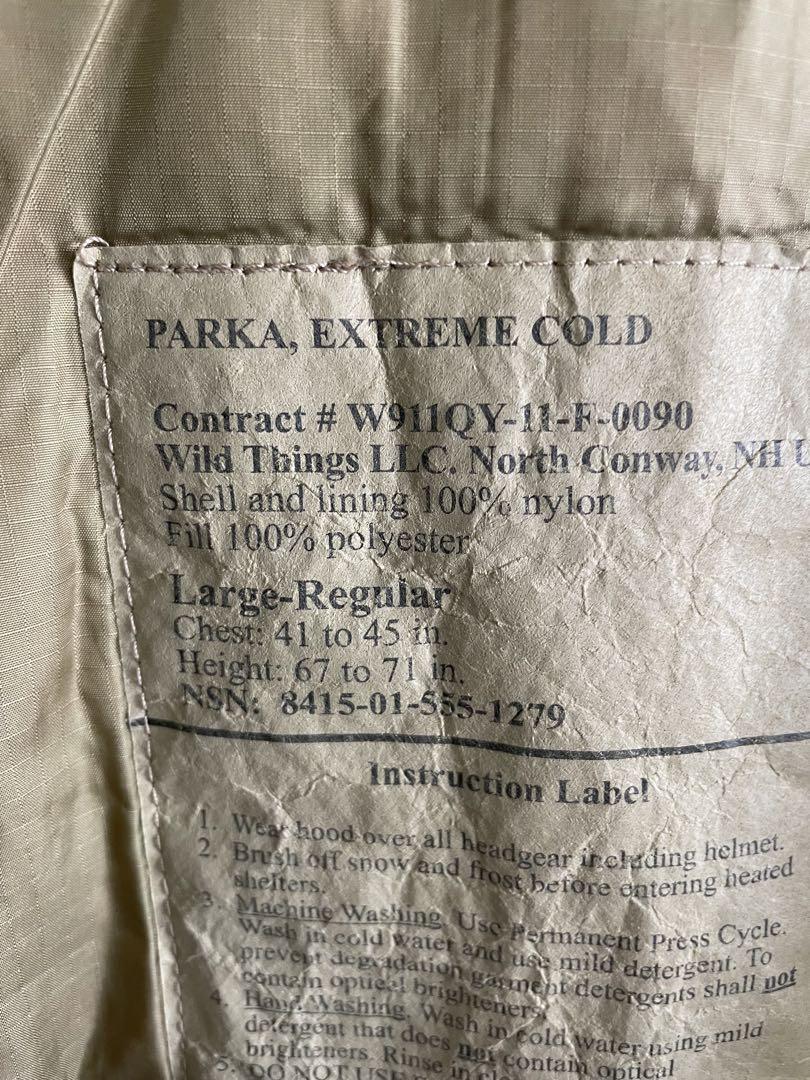 PARKA, EXTREME COLD
Contract # W911QY-11-F-0090
Wild Things LLC. North Conway, NH U
Shell and lining 100% nylon
Fill 100% polyester
Large-Regular
Chest: 41 to 45 in.
Height: 67 to 71 in.
NSN: 8415-01-555-1279
Instruction Label
1. Wear hood over all headgear including helmet.
2. Brush off snow and frost before entering heated
shelters.
3. Machine Washing. Use Permanent Press Cycle.
Wash in cold water and use mild detergent. To
prevent degradation garment detergents shall not
contain optical brighteners.
4. Hand Washing. Wash in cold water using mild
detergent that does not contain optical
brighteners. Rinse in
5. DO NOT USE